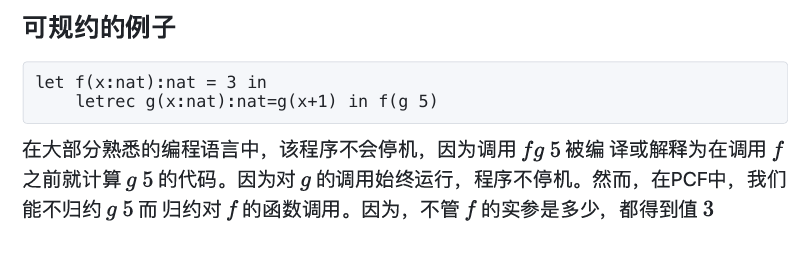 可规约的例子
let f(x:nat):nat = 3 in
    letrec g(x:nat):nat=g(x+1) in f(g 5)
在大部分熟悉的编程语言中，该程序不会停机，因为调用 fg 5 被编 译或解释为在调用 f
之前就计算 g 5 的代码。因为对 g 的调用始终运行，程序不停机。然而，在PCF中，我们
能不归约 g 5 而 归约对 f 的函数调用。因为，不管 f 的实参是多少，都得到值 3